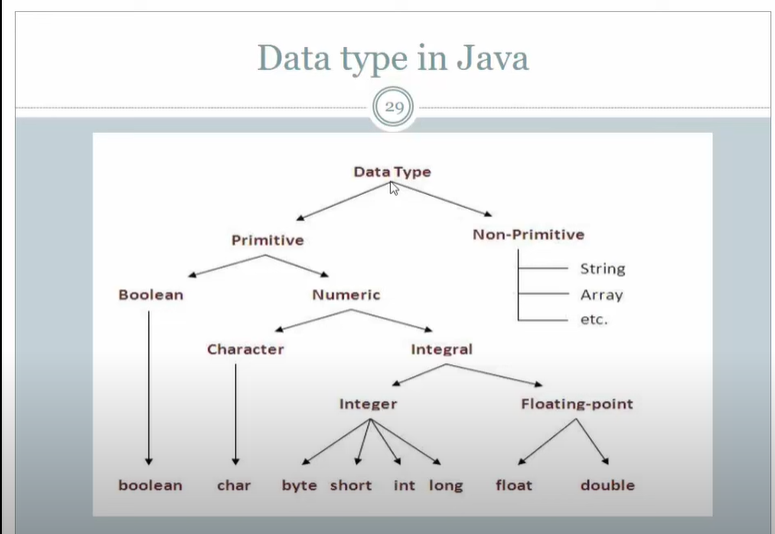 Data type in Java
29
Data Type
Primitive
Non-Primitive
String
Array
etc.
Boolean
Numeric
Character
Integral
Integer
Floating-point
boolean char byte short int long float double